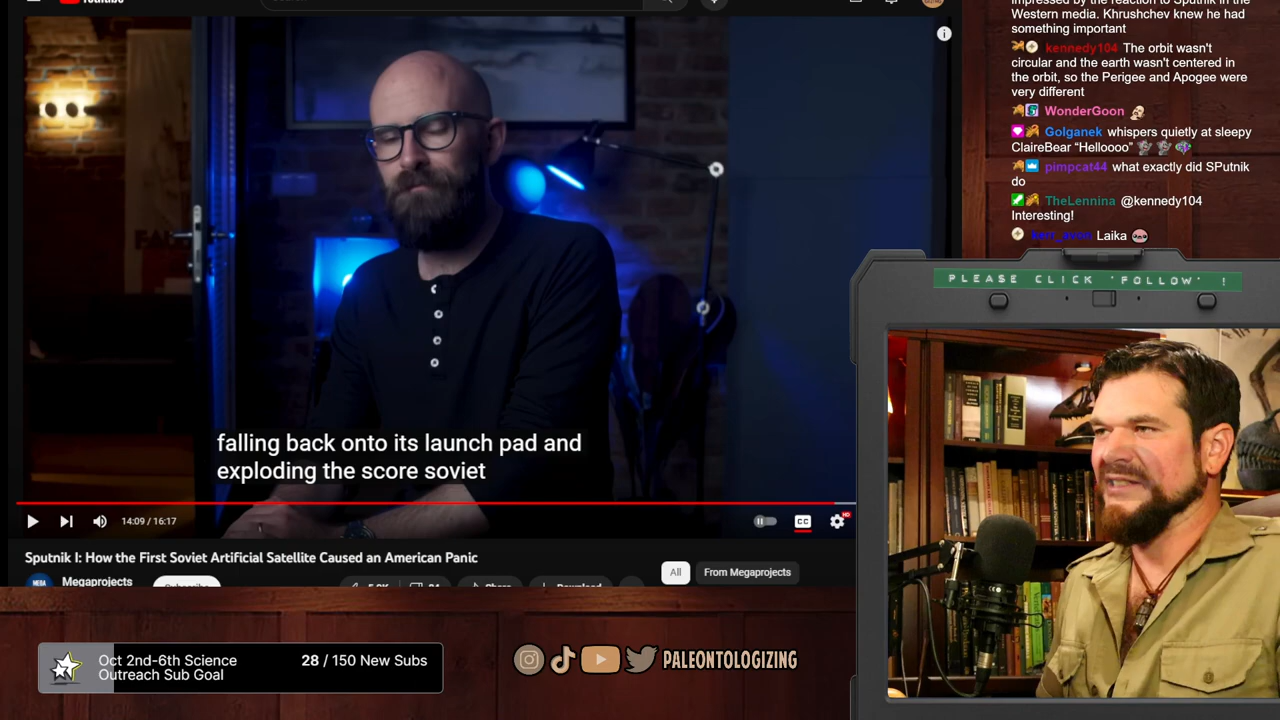 impressed by the reaction to Sputnik in the
Western media. Khrushchev knew he had
something important
kennedy104 The orbit wasn't
circular and the earth wasn't centered in
the orbit, so the Perigee and Apogee were
very different
WonderGoon
Golganek whispers quietly at sleepy
ClaireBear “Helloooo”
pimpcat44 what exactly did SPutnik
do
TheLennina @kennedy104
Interesting!
Laika
PLEASE CLICK 'FOLLOW' !
falling back onto its launch pad and
exploding the score soviet
14:09 / 16:17
CC
HD
Sputnik I: How the First Soviet Artificial Satellite Caused an American Panic
Megaprojects
Subscribe
Share
Download
All
From Megaprojects
Oct 2nd-6th Science
Outreach Sub Goal
28 / 150 New Subs
PALEONTOLOGIZING